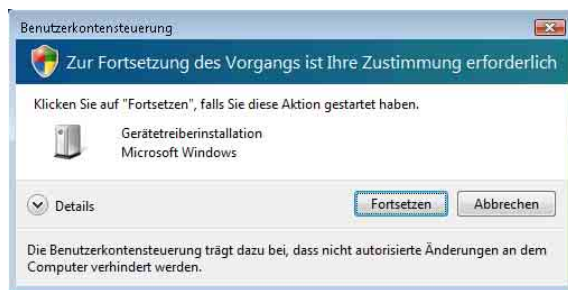 Benutzerkontensteuerung
Zur Fortsetzung des Vorgangs ist Ihre Zustimmung erforderlich
Klicken Sie auf "Fortsetzen", falls Sie diese Aktion gestartet haben.
Gerätetreiberinstallation
Microsoft Windows
Details
Fortsetzen
Abbrechen
Die Benutzerkontensteuerung trägt dazu bei, dass nicht autorisierte Änderungen an dem
Computer verhindert werden.